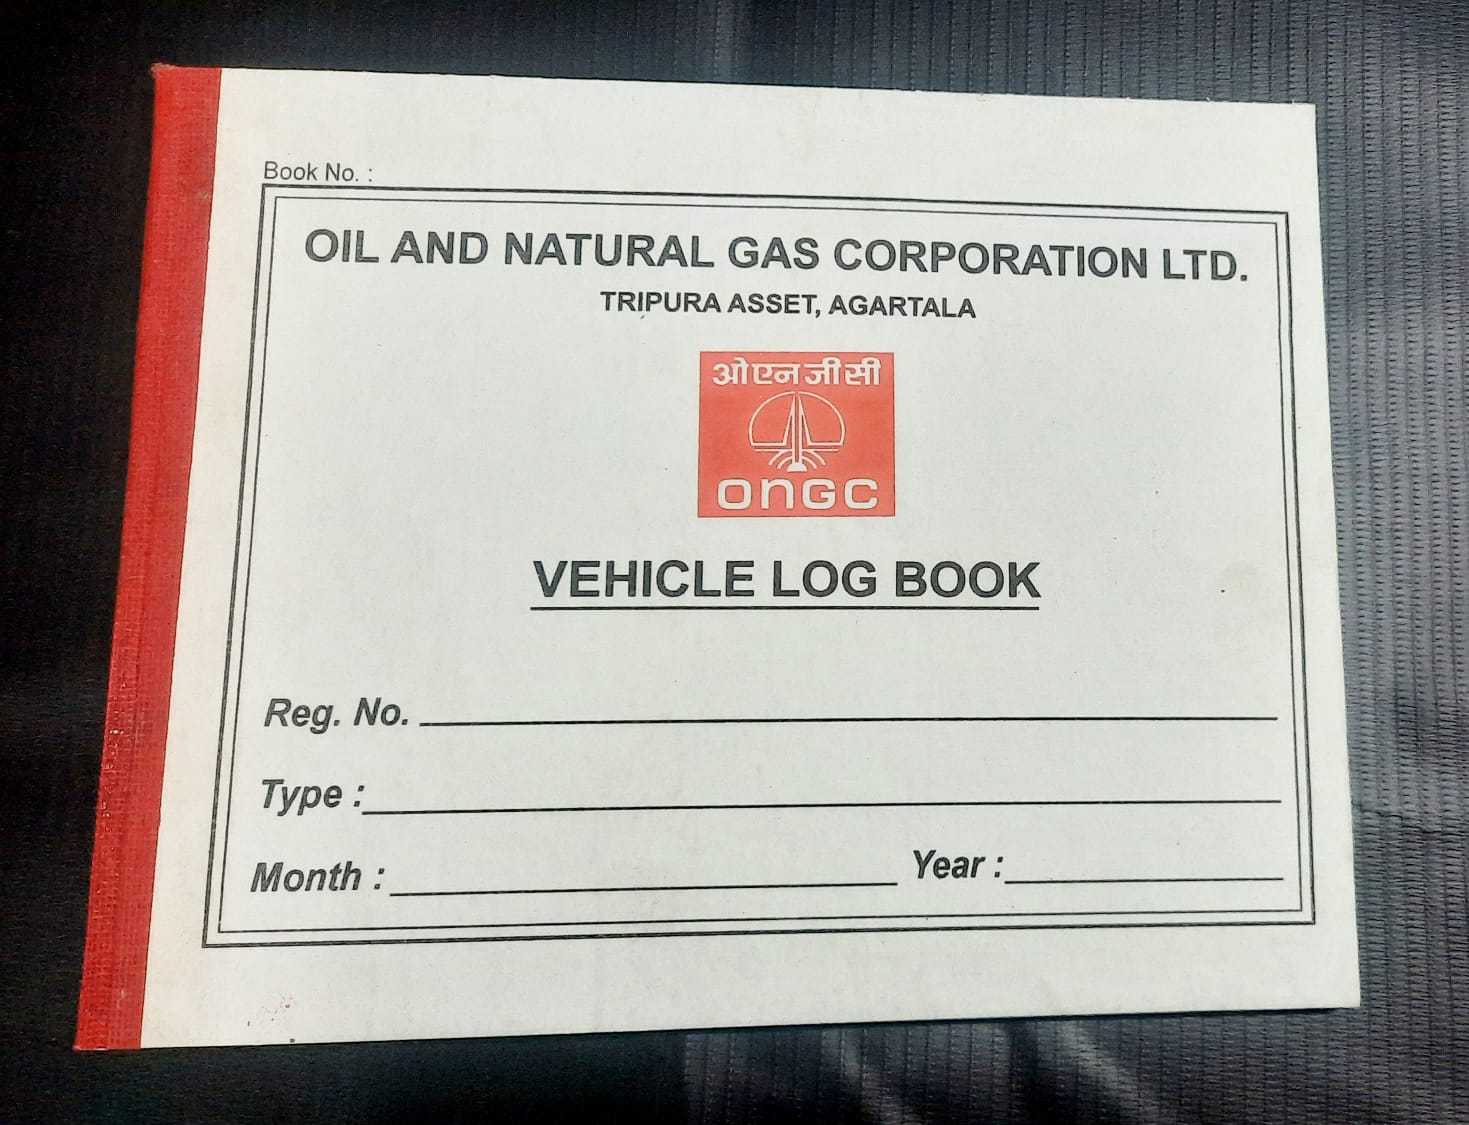 Book No. :
OIL AND NATURAL GAS CORPORATION LTD.
TRIPURA ASSET, AGARTALA
ओएनजीसी
ONGC
VEHICLE LOG BOOK
Reg. No.
Type :
Month : Year :